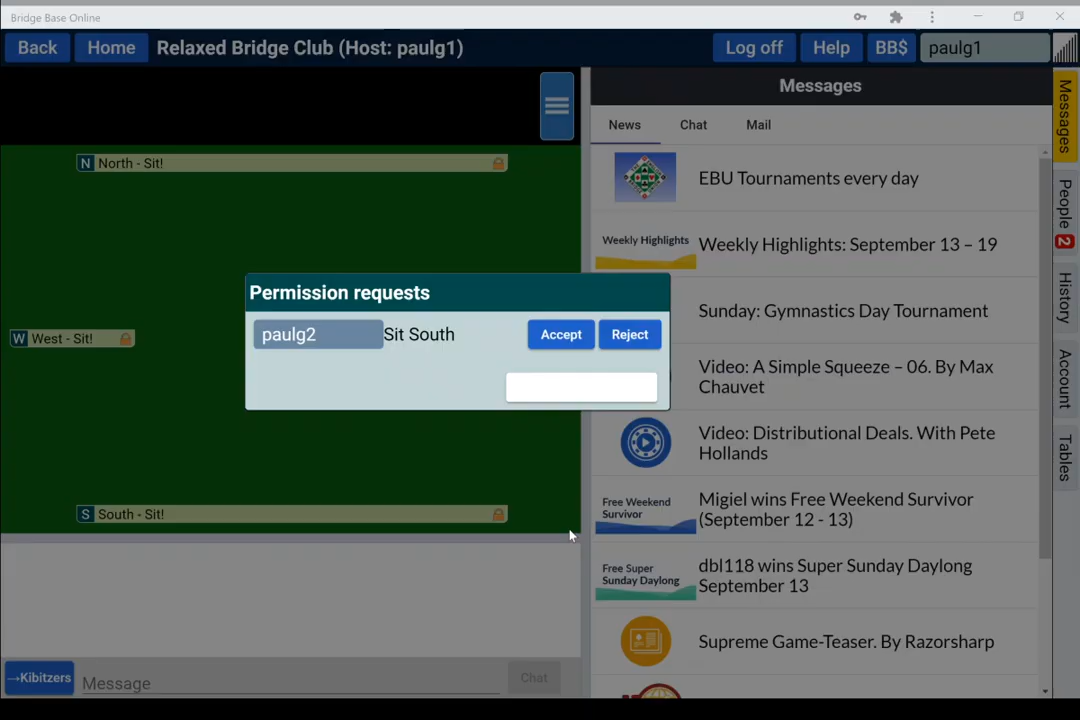 Bridge Base Online
Back
Home
Relaxed Bridge Club (Host: paulg1)
Log off
Help
BB$
paulg1
Messages
News
Chat
Mail
N North - Sit!
W West - Sit!
S South - Sit!
Permission requests
paulg2
Sit South
Accept
Reject
EBU Tournaments every day
Weekly Highlights
Weekly Highlights: September 13 – 19
Sunday: Gymnastics Day Tournament
Video: A Simple Squeeze – 06. By Max
Chauvet
Video: Distributional Deals. With Pete
Hollands
Free Weekend
Survivor
Migiel wins Free Weekend Survivor
(September 12 - 13)
Free Super
Sunday Daylong
dbl118 wins Super Sunday Daylong
September 13
Supreme Game-Teaser. By Razorsharp
→Kibitzers
Message
Chat
Messages
People 2
History
Account
Tables